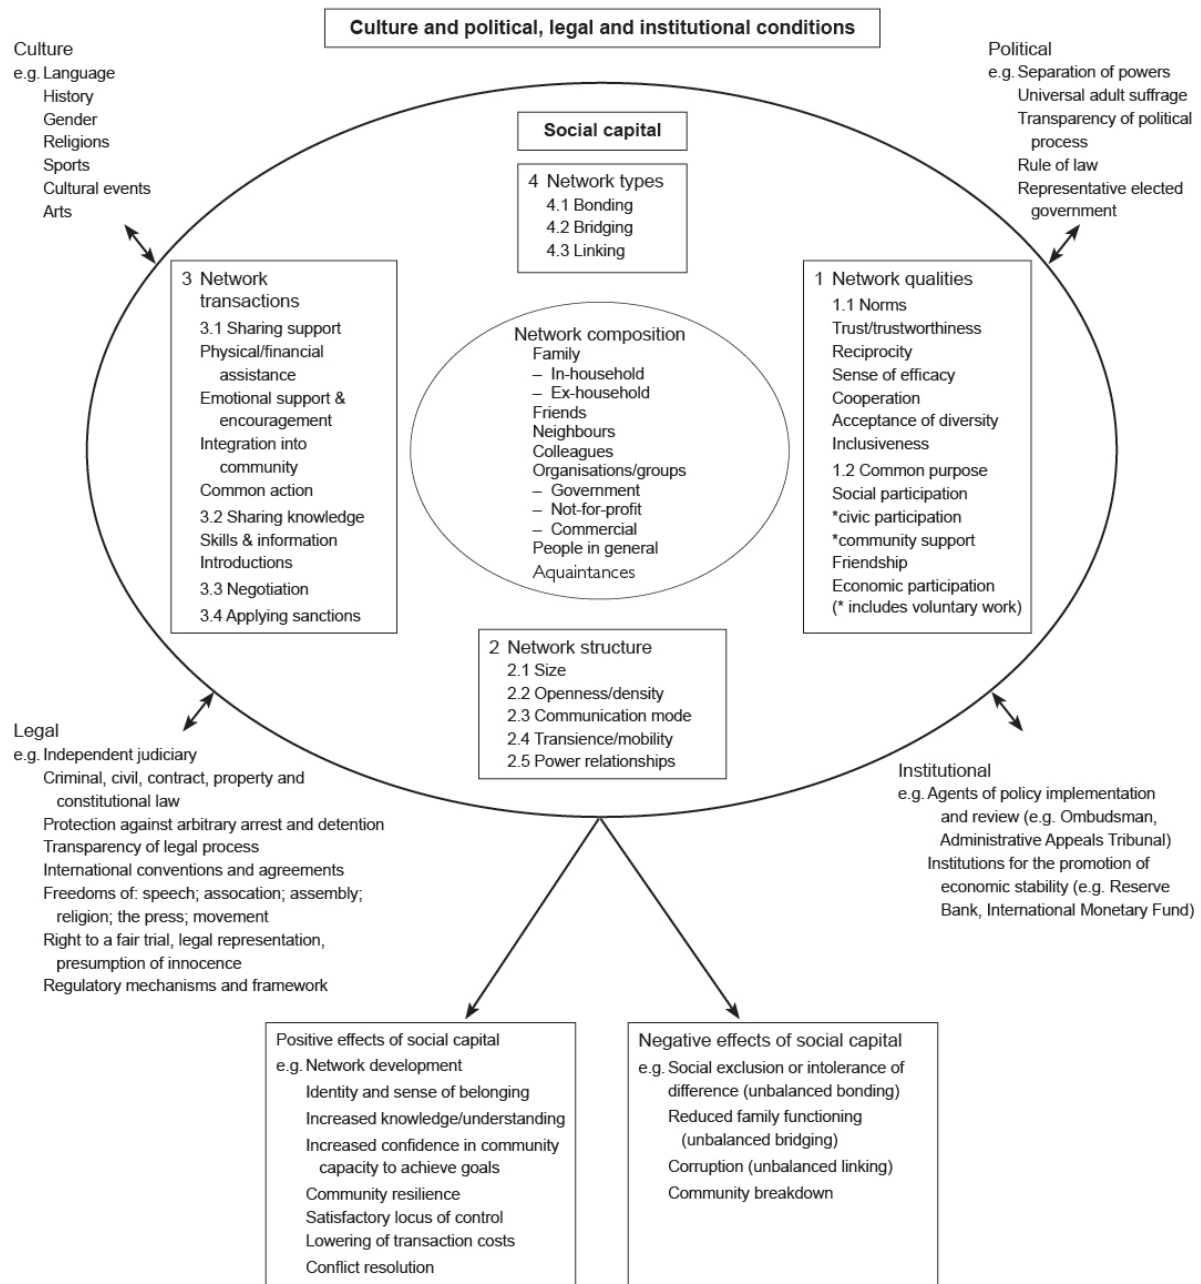 Culture and political, legal and institutional conditions
Culture
e.g. Language
History
Gender
Religions
Sports
Cultural events
Arts
Political
e.g. Separation of powers
Universal adult suffrage
Transparency of political
process
Rule of law
Representative elected
government
Social capital
4 Network types
4.1 Bonding
4.2 Bridging
4.3 Linking
3 Network
transactions
3.1 Sharing support
Physical/financial
assistance
Emotional support &
encouragement
Integration into
community
Common action
3.2 Sharing knowledge
Skills & information
Introductions
3.3 Negotiation
3.4 Applying sanctions
Network composition
Family
– In-household
– Ex-household
Friends
Neighbours
Colleagues
Organisations/groups
– Government
– Not-for-profit
– Commercial
People in general
Aquaintances
1 Network qualities
1.1 Norms
Trust/trustworthiness
Reciprocity
Sense of efficacy
Cooperation
Acceptance of diversity
Inclusiveness
1.2 Common purpose
Social participation
*civic participation
*community support
Friendship
Economic participation
(* includes voluntary work)
2 Network structure
2.1 Size
2.2 Openness/density
2.3 Communication mode
2.4 Transience/mobility
2.5 Power relationships
Legal
e.g. Independent judiciary
Criminal, civil, contract, property and
constitutional law
Protection against arbitrary arrest and detention
Transparency of legal process
International conventions and agreements
Freedoms of: speech; assocation; assembly;
religion; the press; movement
Right to a fair trial, legal representation,
presumption of innocence
Regulatory mechanisms and framework
Institutional
e.g. Agents of policy implementation
and review (e.g. Ombudsman,
Administrative Appeals Tribunal)
Institutions for the promotion of
economic stability (e.g. Reserve
Bank, International Monetary Fund)
Positive effects of social capital
e.g. Network development
Identity and sense of belonging
Increased knowledge/understanding
Increased confidence in community
capacity to achieve goals
Community resilience
Satisfactory locus of control
Lowering of transaction costs
Conflict resolution
Negative effects of social capital
e.g. Social exclusion or intolerance of
difference (unbalanced bonding)
Reduced family functioning
(unbalanced bridging)
Corruption (unbalanced linking)
Community breakdown